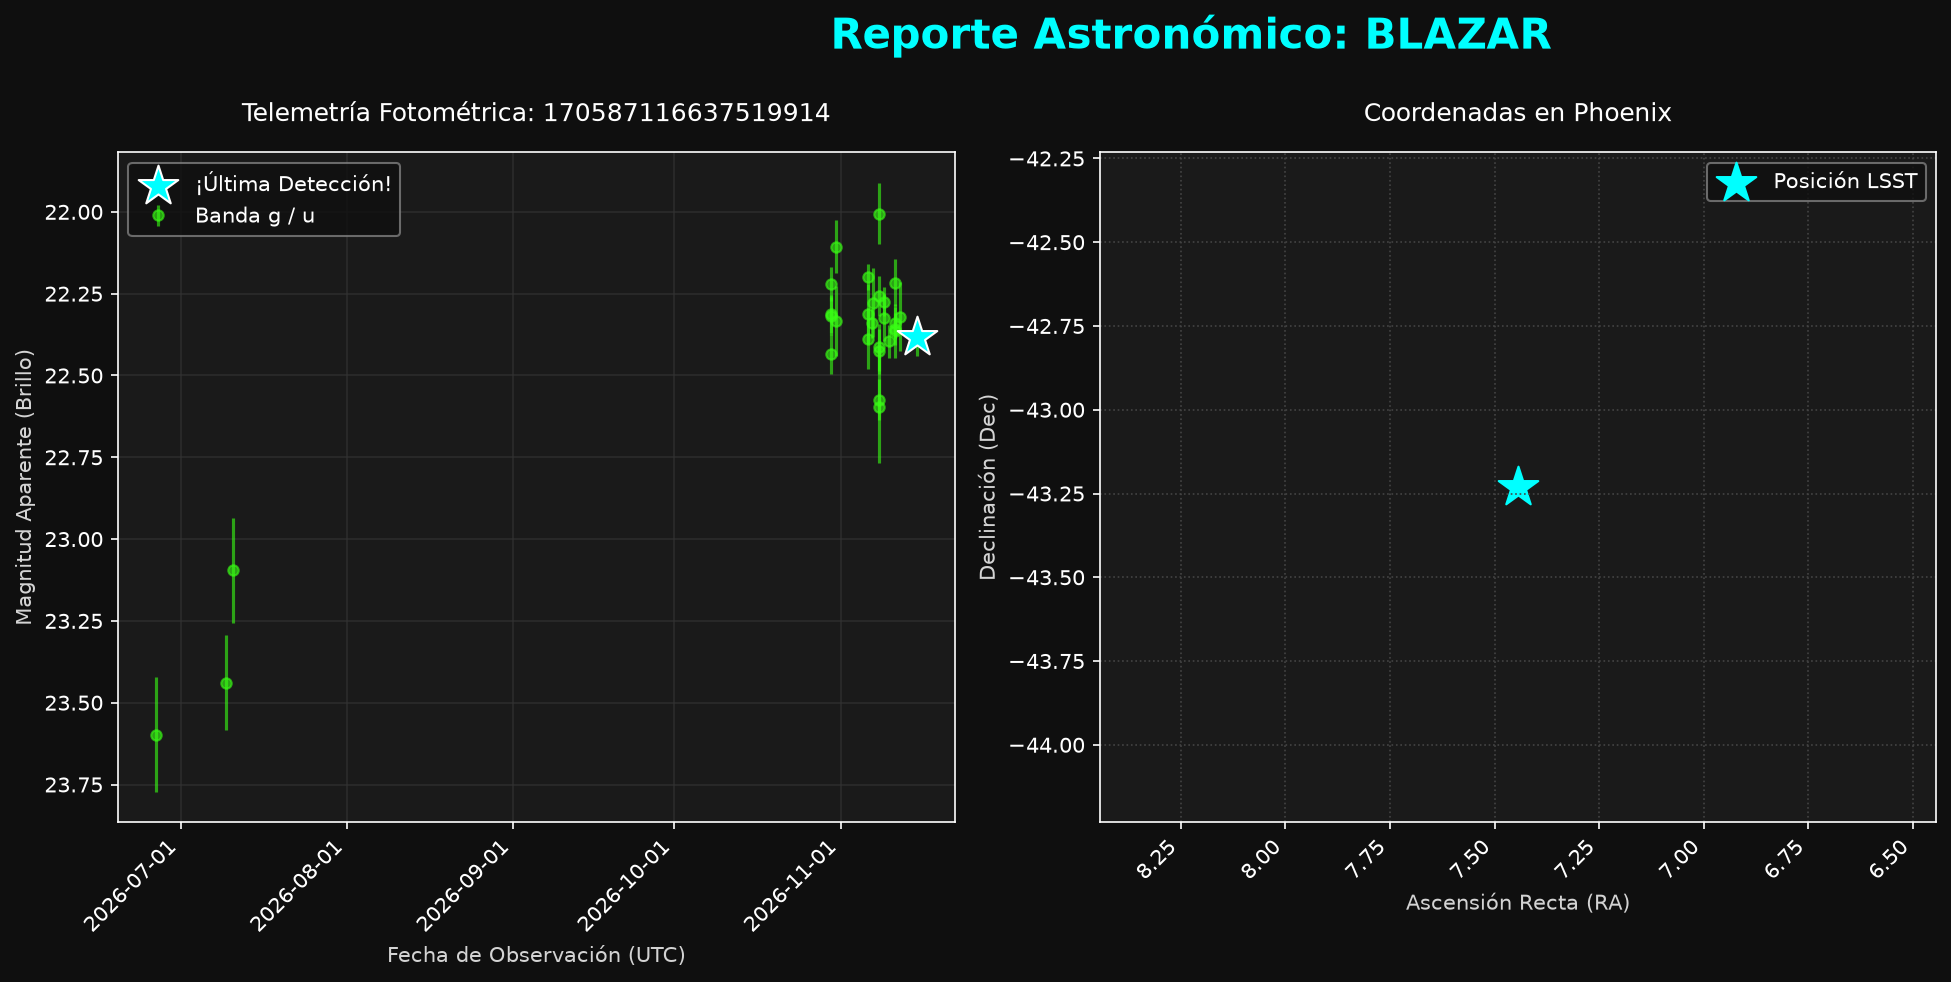 Reporte Astronómico: BLAZAR
Telemetría Fotométrica: 170587116637519914
¡Última Detección!
Banda g / u
Magnitud Aparente (Brillo)
22.00
22.25
22.50
22.75
23.00
23.25
23.50
23.75
2026-07-01
2026-08-01
2026-09-01
2026-10-01
2026-11-01
Fecha de Observación (UTC)
Coordenadas en Phoenix
Posición LSST
Declinación (Dec)
−42.25
−42.50
−42.75
−43.00
−43.25
−43.50
−43.75
−44.00
8.25
8.00
7.75
7.50
7.25
7.00
6.75
6.50
Ascensión Recta (RA)